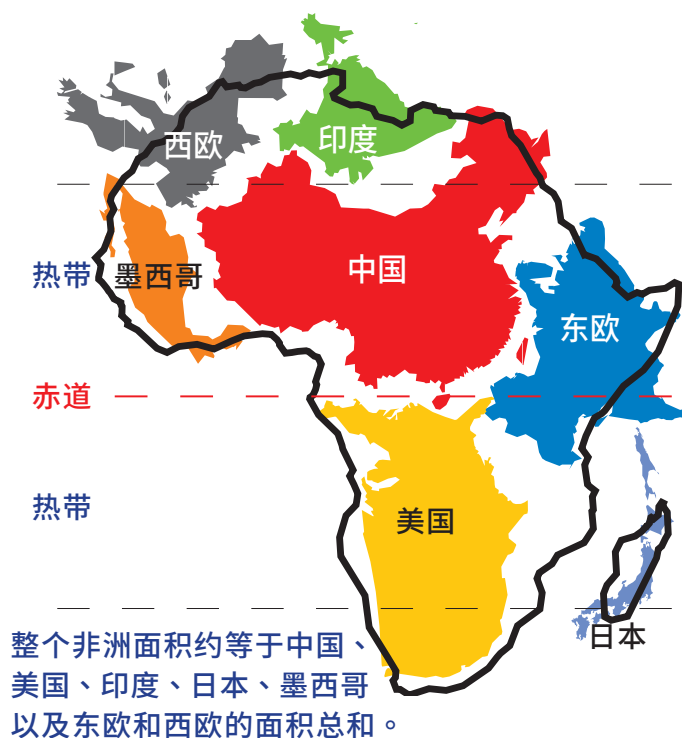 西欧
印度
热带
墨西哥
中国
东欧
赤道
热带
美国
日本
整个非洲面积约等于中国、
美国、印度、日本、墨西哥
以及东欧和西欧的面积总和。